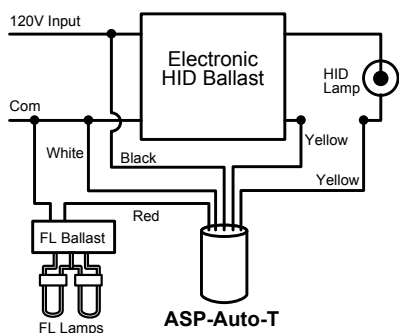 120V Input
Electronic
HID Ballast
HID
Lamp
Com
White
Black
Yellow
Yellow
Red
FL Ballast
FL Lamps
ASP-Auto-T